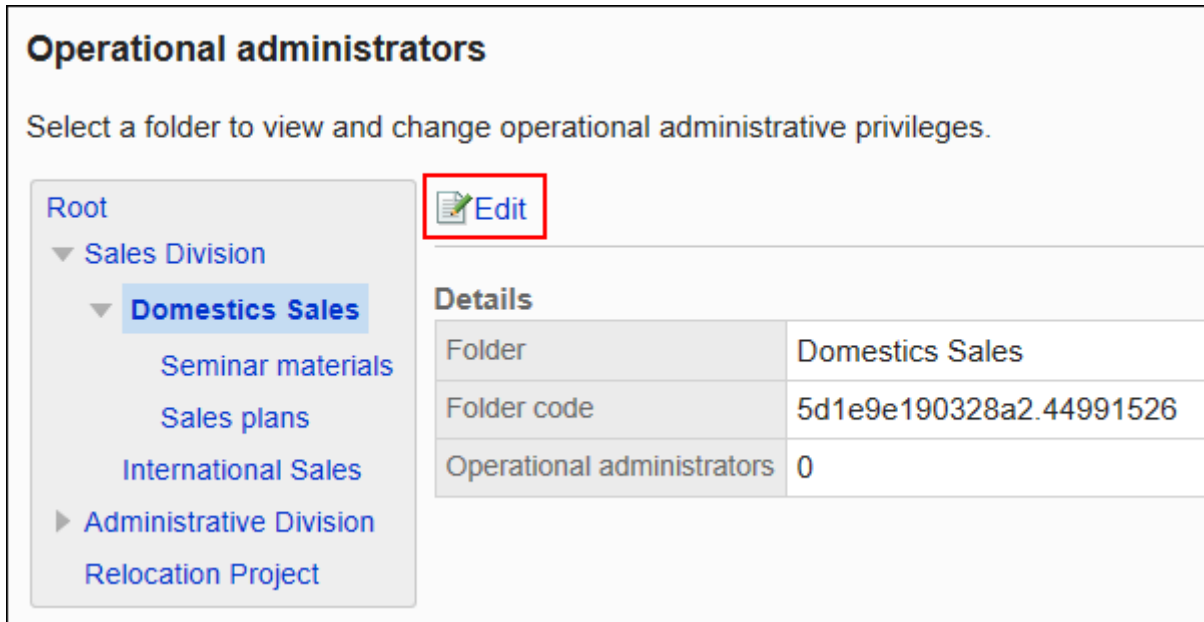 Operational administrators
Select a folder to view and change operational administrative privileges.
Root
Sales Division
Domestics Sales
Seminar materials
Sales plans
International Sales
Administrative Division
Relocation Project
Edit
Details
Folder Domestics Sales
Folder code 5d1e9e190328a2.44991526
Operational administrators 0